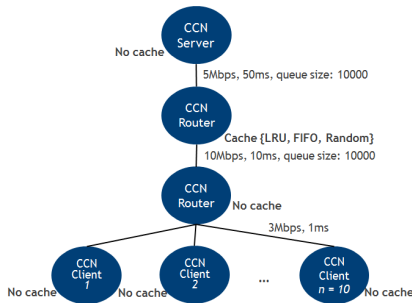 CCN
Server
No cache
5Mbps, 50ms, queue size: 10000
CCN
Router
Cache {LRU, FIFO, Random}
10Mbps, 10ms, queue size: 10000
CCN
Router
No cache
3Mbps, 1ms
CCN
Client
1
No cache
CCN
Client
2
No cache
...
CCN
Client
n = 10
No cache